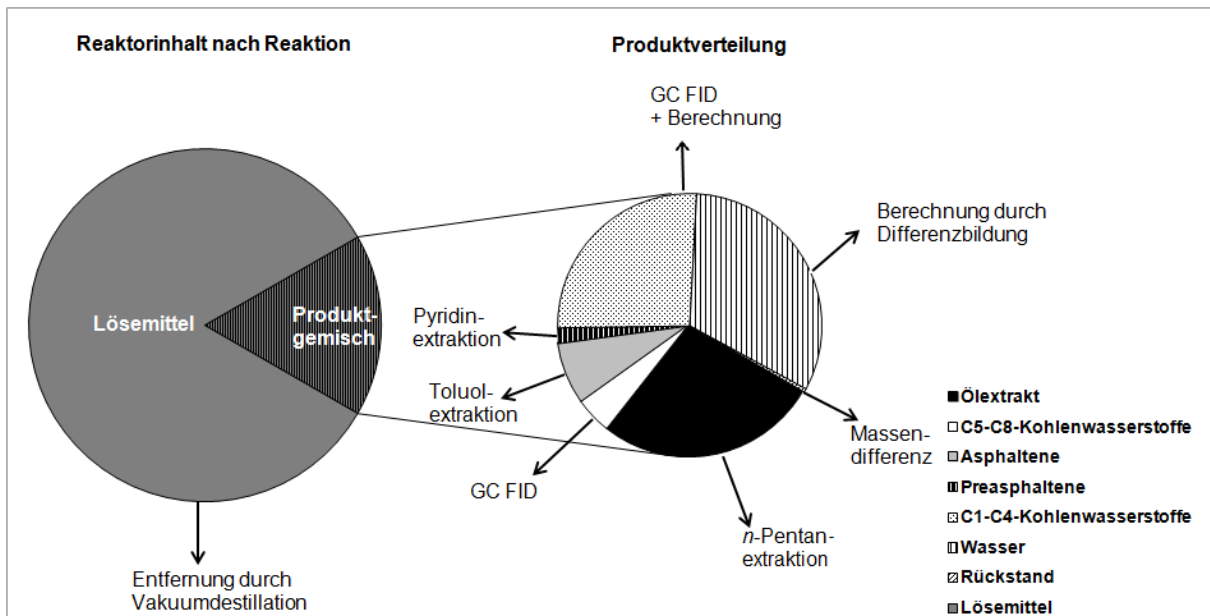 Reaktorinhalt nach Reaktion
Produktverteilung
GC FID
+ Berechnung
Berechnung durch
Differenzbildung
Lösemittel
Produkt-
gemisch
Pyridin-
extraktion
Toluol-
extraktion
GC FID
Massen-
differenz
n-Pentan-
extraktion
Entfernung durch
Vakuumdestillation
Ölextrakt
C5-C8-Kohlenwasserstoffe
Asphaltene
Preasphaltene
C1-C4-Kohlenwasserstoffe
Wasser
Rückstand
Lösemittel